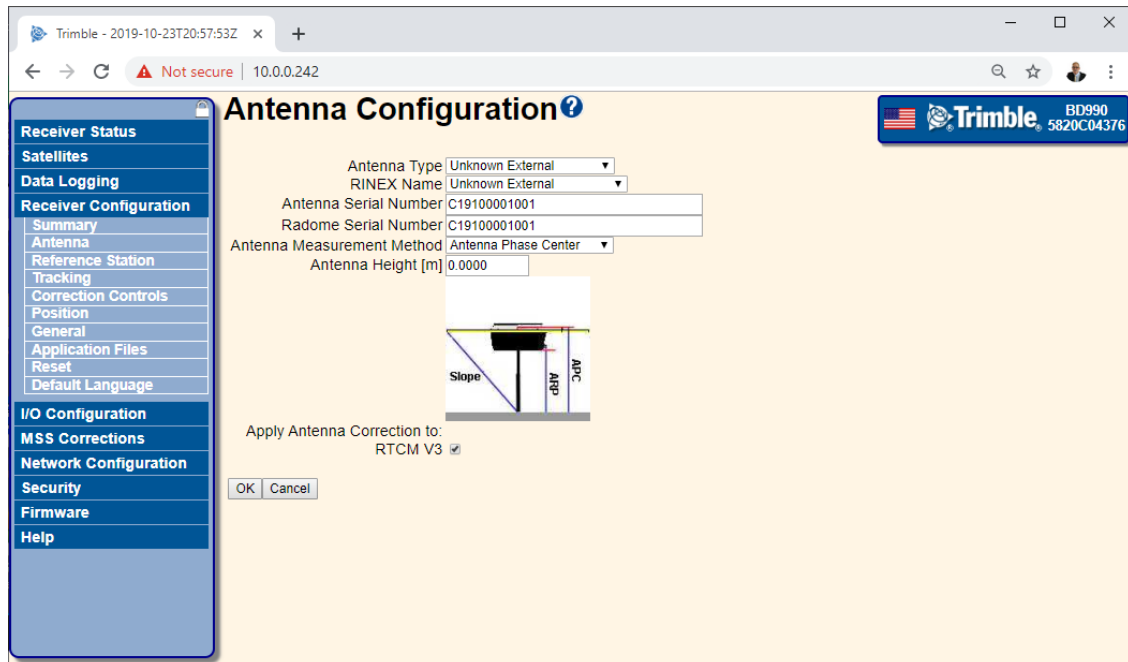 Trimble - 2019-10-23T20:57:53Z
Not secure | 10.0.0.242
Antenna Configuration
Trimble
BD990
5820C04376
Receiver Status
Satellites
Data Logging
Receiver Configuration
Summary
Antenna
Reference Station
Tracking
Correction Controls
Position
General
Application Files
Reset
Default Language
I/O Configuration
MSS Corrections
Network Configuration
Security
Firmware
Help
Antenna Type Unknown External
RINEX Name Unknown External
Antenna Serial Number C19100001001
Radome Serial Number C19100001001
Antenna Measurement Method Antenna Phase Center
Antenna Height [m] 0.0000
Slope
ARP
APC
Apply Antenna Correction to:
RTCM V3
OK Cancel